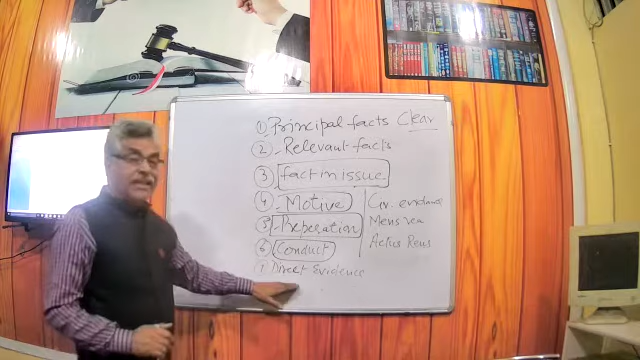 ① Principal facts Clear
② - Relevant facts
③ fact in issue
④ - Motive
⑤ - Preperation
⑥ Conduct
7 Direct Evidence
Cir. evidance
Mens rea
Actus Reus